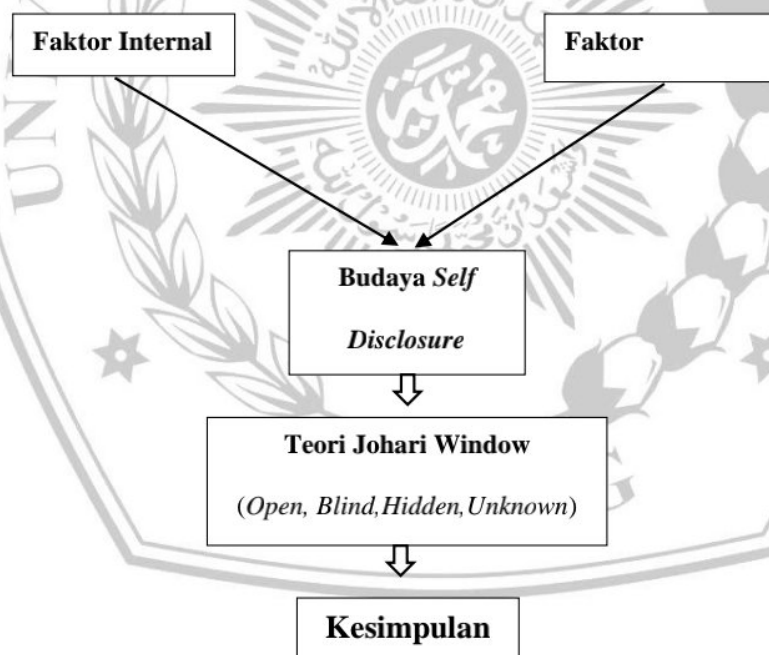 Faktor Internal
Faktor
Budaya Self
Disclosure
Teori Johari Window
(Open, Blind,Hidden,Unknown)
Kesimpulan